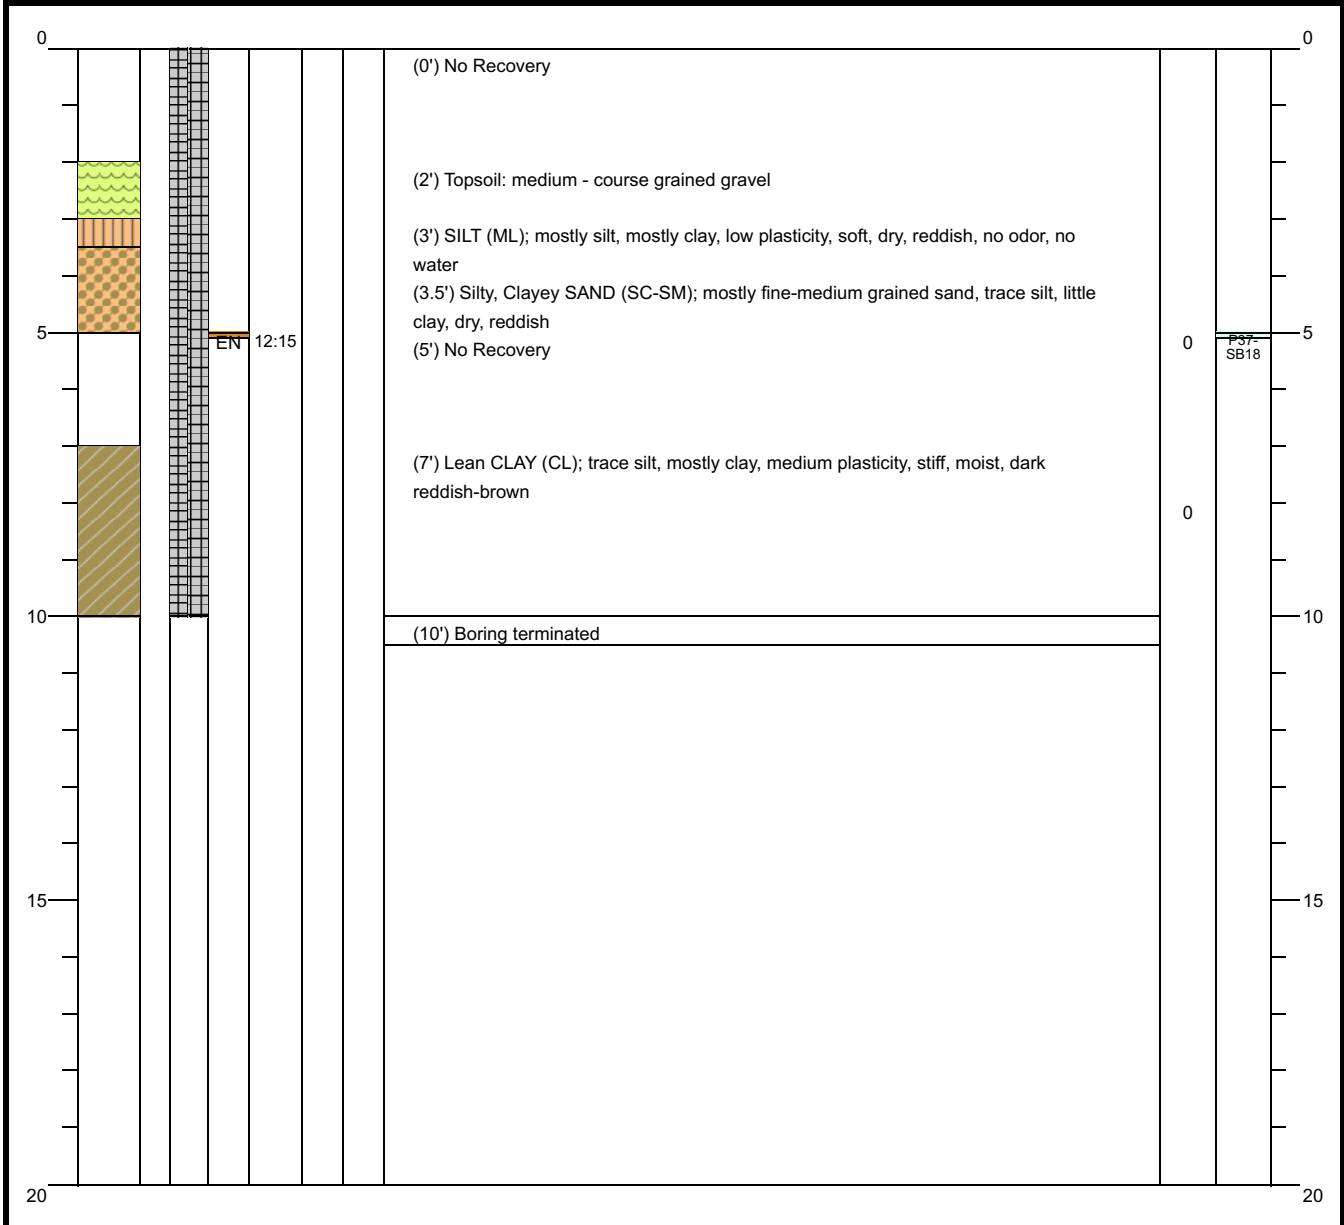 0
0
(0') No Recovery
(2') Topsoil: medium - course grained gravel
(3') SILT (ML); mostly silt, mostly clay, low plasticity, soft, dry, reddish, no odor, no
water
(3.5') Silty, Clayey SAND (SC-SM); mostly fine-medium grained sand, trace silt, little
clay, dry, reddish
5
EN
12:15
(5') No Recovery
0
P37-
SB18
5
(7') Lean CLAY (CL); trace silt, mostly clay, medium plasticity, stiff, moist, dark
reddish-brown
0
10
10
(10') Boring terminated
15
15
20
20